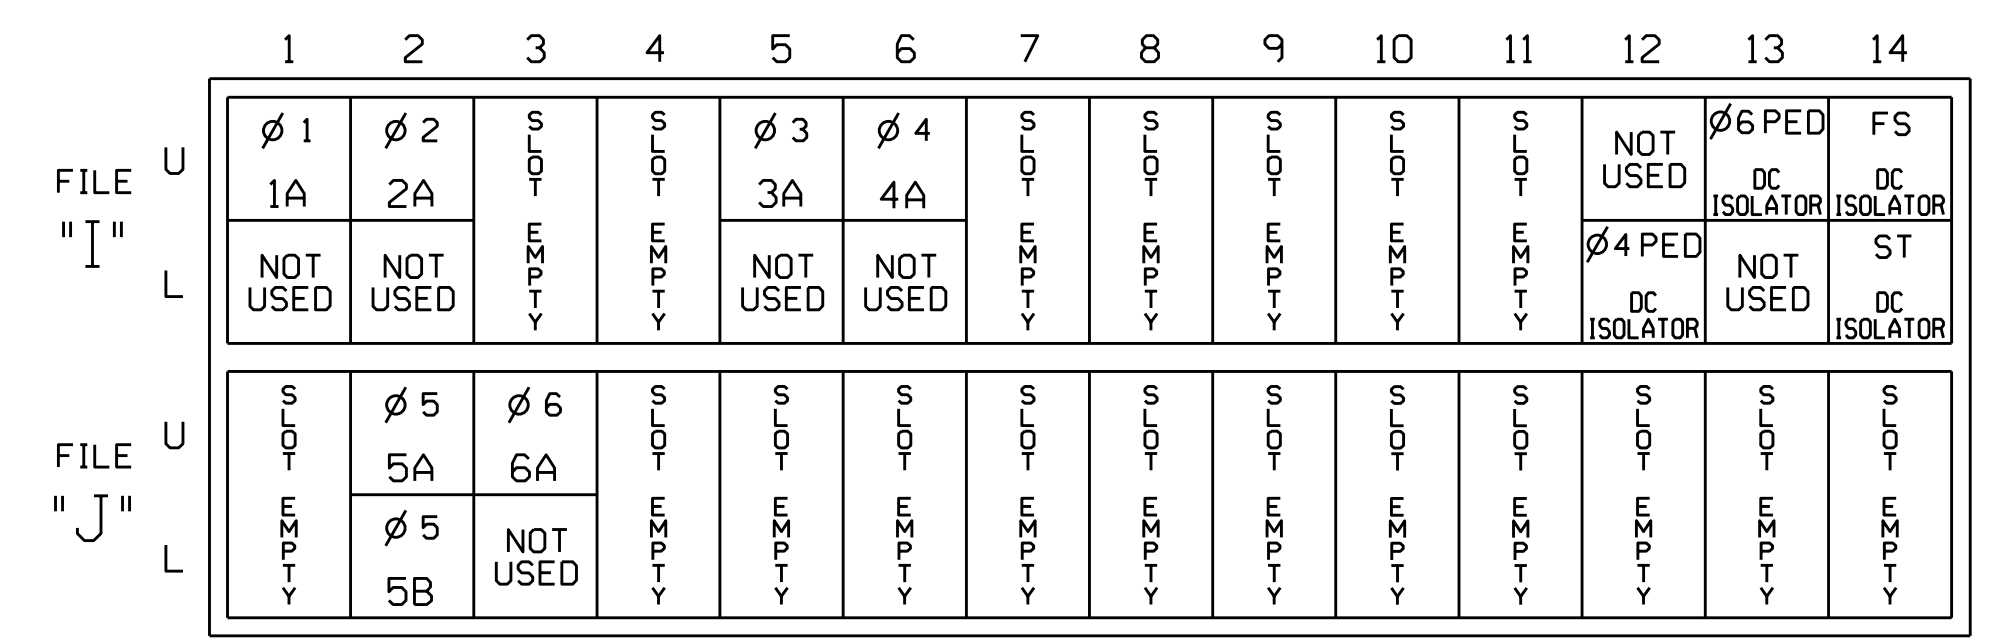 1 2 3 4 5 6 7 8 9 10 11 12 13 14
FILE "I"
U
Ø 1
1A
Ø 2
2A
SLOT EMPTY
SLOT EMPTY
Ø 3
3A
Ø 4
4A
SLOT EMPTY
SLOT EMPTY
SLOT EMPTY
SLOT EMPTY
SLOT EMPTY
NOT
USED
Ø6 PED
DC
ISOLATOR
FS
DC
ISOLATOR
L
NOT
USED
NOT
USED
NOT
USED
NOT
USED
Ø4 PED
DC
ISOLATOR
NOT
USED
ST
DC
ISOLATOR
FILE "J"
U
SLOT EMPTY
Ø 5
5A
Ø 6
6A
SLOT EMPTY
SLOT EMPTY
SLOT EMPTY
SLOT EMPTY
SLOT EMPTY
SLOT EMPTY
SLOT EMPTY
SLOT EMPTY
SLOT EMPTY
SLOT EMPTY
SLOT EMPTY
L
Ø 5
5B
NOT
USED